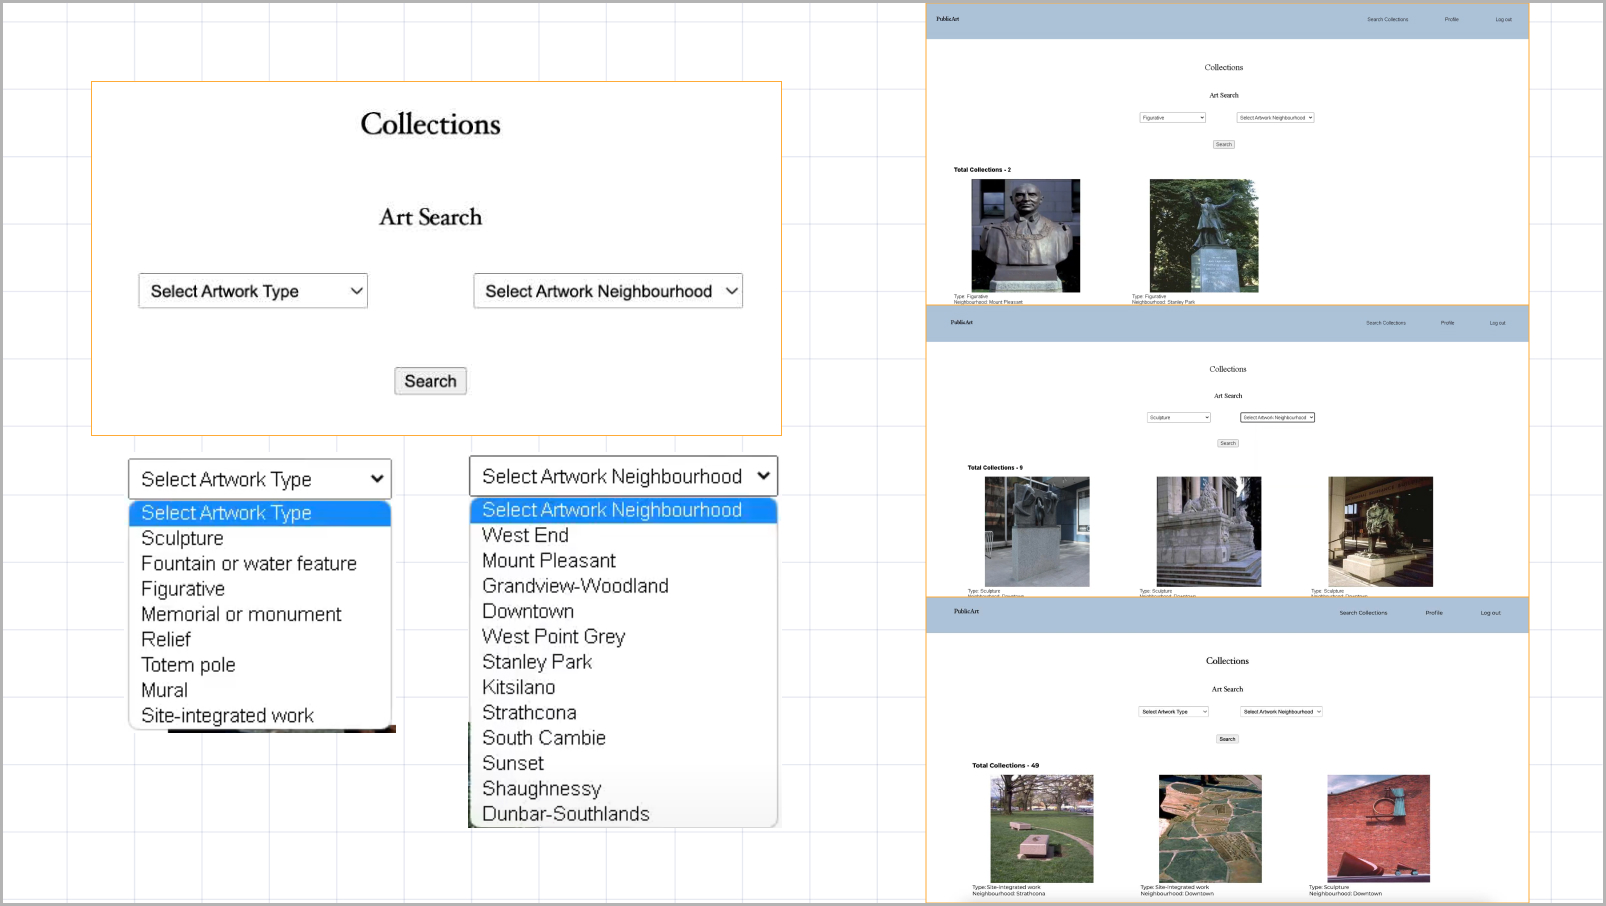 Collections
Art Search
Select Artwork Type
Select Artwork Neighbourhood
Search
Select Artwork Type
Select Artwork Type
Sculpture
Fountain or water feature
Figurative
Memorial or monument
Relief
Totem pole
Mural
Site-integrated work
Select Artwork Neighbourhood
Select Artwork Neighbourhood
West End
Mount Pleasant
Grandview-Woodland
Downtown
West Point Grey
Stanley Park
Kitsilano
Strathcona
South Cambie
Sunset
Shaughnessy
Dunbar-Southlands
PublicArt
Search Collections
Profile
Log out
Collections
Art Search
Figurative
Select Artwork Neighbourhood
Search
Total Collections - 2
Type: Figurative
Neighbourhood: Mount Pleasant
Type: Figurative
Neighbourhood: Stanley Park
PublicArt
Search Collections
Profile
Log out
Collections
Art Search
Sculpture
Select Artwork Neighbourhood
Search
Total Collections - 9
Type: Sculpture
Neighbourhood: Downtown
Type: Sculpture
Neighbourhood: Downtown
Type: Sculpture
Neighbourhood: Downtown
PublicArt
Search Collections
Profile
Log out
Collections
Art Search
Select Artwork Type
Select Artwork Neighbourhood
Search
Total Collections - 49
Type: Site-integrated work
Neighbourhood: Strathcona
Type: Site-integrated work
Neighbourhood: Downtown
Type: Sculpture
Neighbourhood: Downtown